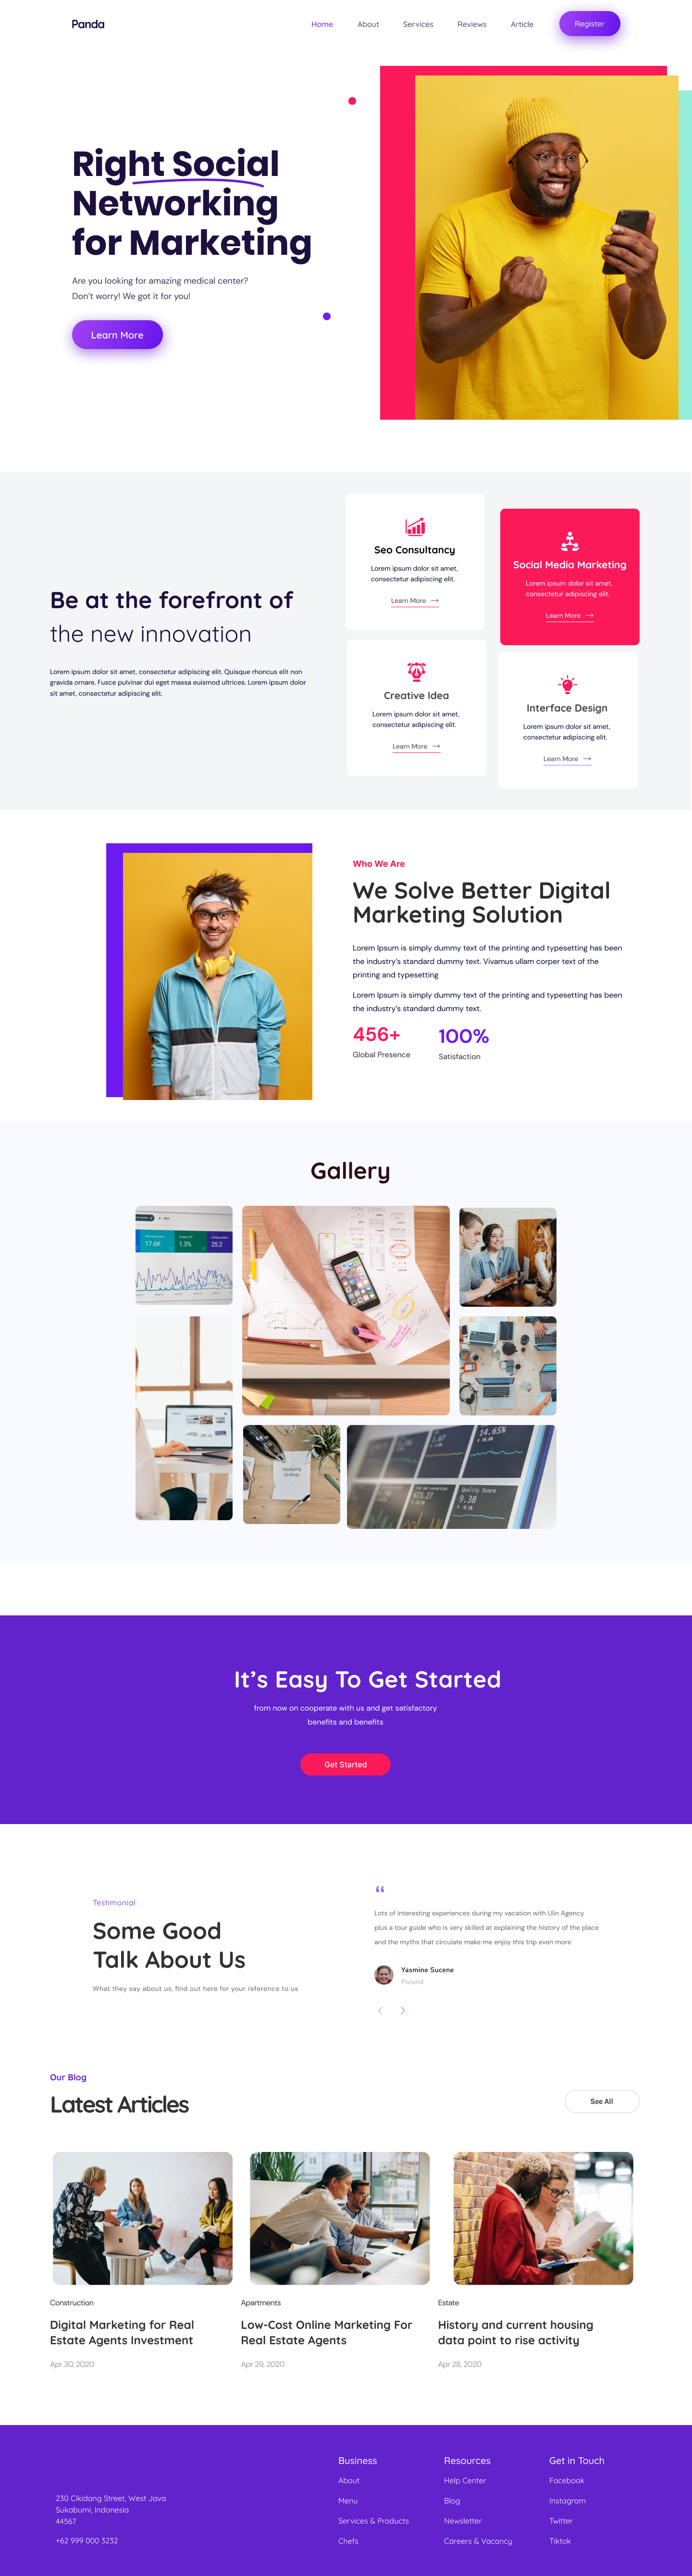 Panda
Home
About
Services
Reviews
Article
Register
Right Social
Networking
for Marketing
Are you looking for amazing medical center?
Don't worry! We got it for you!
Learn More
Be at the forefront of
the new innovation
Lorem ipsum dolor sit amet, consectetur adipiscing elit. Quisque rhoncus elit non
gravida ornare. Fusce pulvinar dui eget massa euismod ultrices. Lorem ipsum dolor
sit amet, consectetur adipiscing elit.
Seo Consultancy
Lorem ipsum dolor sit amet,
consectetur adipiscing elit.
Learn More
Social Media Marketing
Lorem ipsum dolor sit amet,
consectetur adipiscing elit.
Learn More
Creative Idea
Lorem ipsum dolor sit amet,
consectetur adipiscing elit.
Learn More
Interface Design
Lorem ipsum dolor sit amet,
consectetur adipiscing elit.
Learn More
Who We Are
We Solve Better Digital
Marketing Solution
Lorem Ipsum is simply dummy text of the printing and typesetting has been
the industry's standard dummy text. Vivamus ullam corper text of the
printing and typesetting
Lorem Ipsum is simply dummy text of the printing and typesetting has been
the industry's standard dummy text.
456+
Global Presence
100%
Satisfaction
Gallery
17.6K
1.3%
25.2
Marketing
Strategy
14.65%
Quality Score
9.38
It's Easy To Get Started
from now on cooperate with us and get satisfactory
benefits and benefits
Get Started
Testimonial
Some Good
Talk About Us
What they say about us, find out here for your reference to us
“
Lots of interesting experiences during my vacation with Ulin Agency
plus a tour guide who is very skilled at explaining the history of the place
and the myths that circulate make me enjoy this trip even more
Yasmine Sucene
Poland
Our Blog
Latest Articles
See All
Construction
Digital Marketing for Real
Estate Agents Investment
Apr 30, 2020
Apartments
Low-Cost Online Marketing For
Real Estate Agents
Apr 29, 2020
Estate
History and current housing
data point to rise activity
Apr 28, 2020
230 Cikidang Street, West Java
Sukabumi, Indonesia
44567
+62 999 000 3232
Business
About
Menu
Services & Products
Chefs
Resources
Help Center
Blog
Newsletter
Careers & Vacancy
Get in Touch
Facebook
Instagram
Twitter
Tiktok